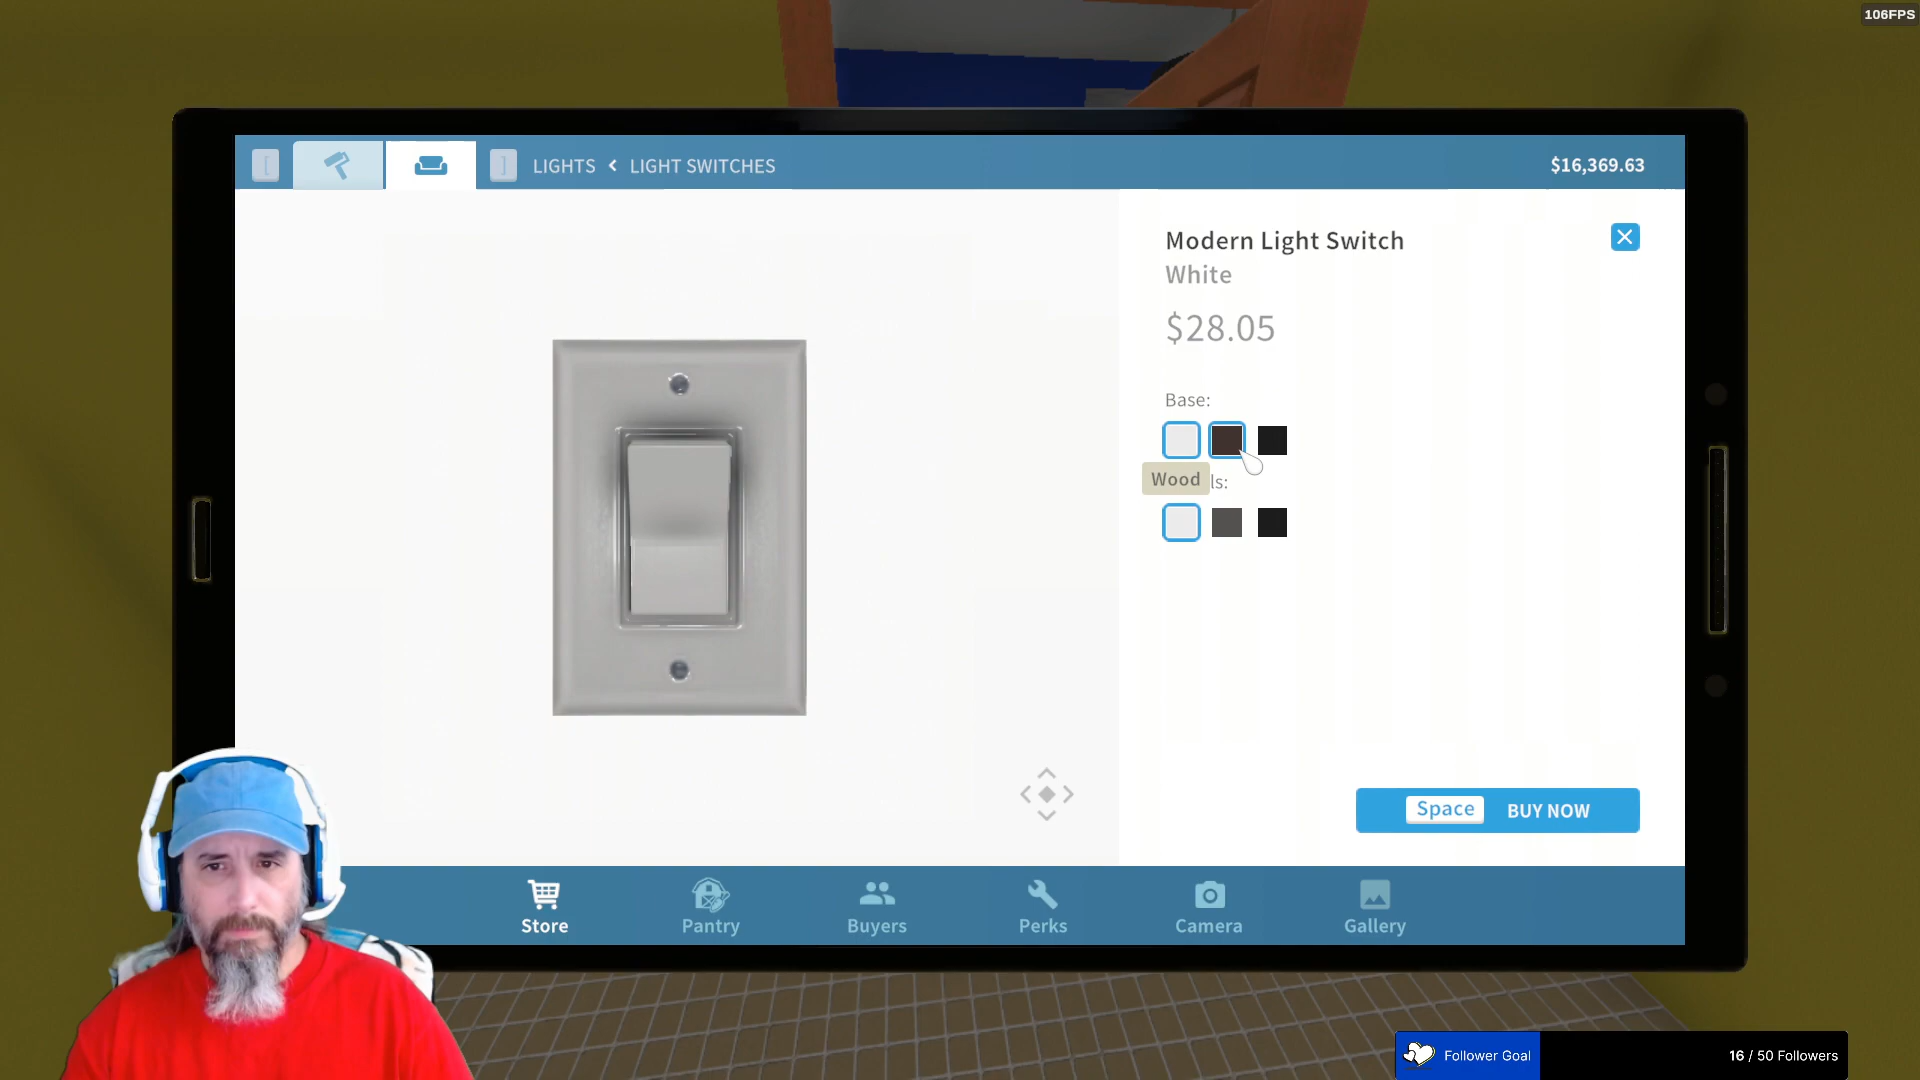 106FPS
[
]
LIGHTS < LIGHT SWITCHES
$16,369.63
Modern Light Switch
White
$28.05
Base:
Wood
ls:
Space BUY NOW
Store
Pantry
Buyers
Perks
Camera
Gallery
Follower Goal
16 / 50 Followers